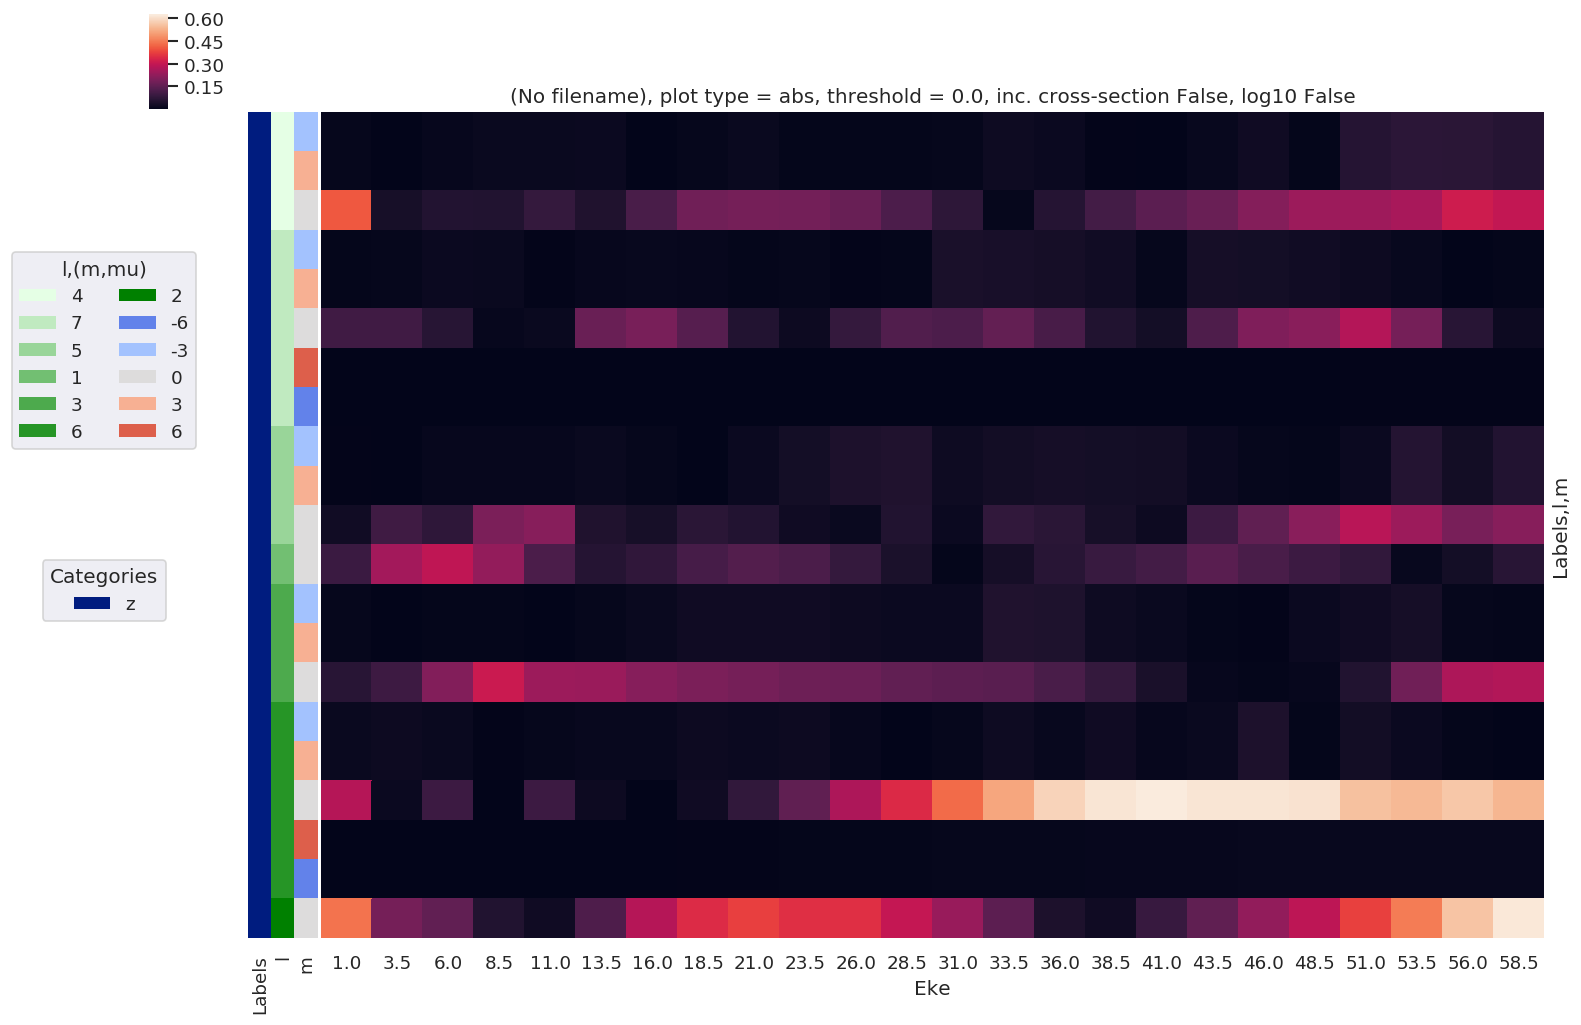 0.60
0.45
0.30
0.15
(No filename), plot type = abs, threshold = 0.0, inc. cross-section False, log10 False
l,(m,mu)
4 2
7 -6
5 -3
1 0
3 3
6 6
Categories
z
Labels,l,m
Labels
l
m
1.0 3.5 6.0 8.5 11.0 13.5 16.0 18.5 21.0 23.5 26.0 28.5 31.0 33.5 36.0 38.5 41.0 43.5 46.0 48.5 51.0 53.5 56.0 58.5
Eke